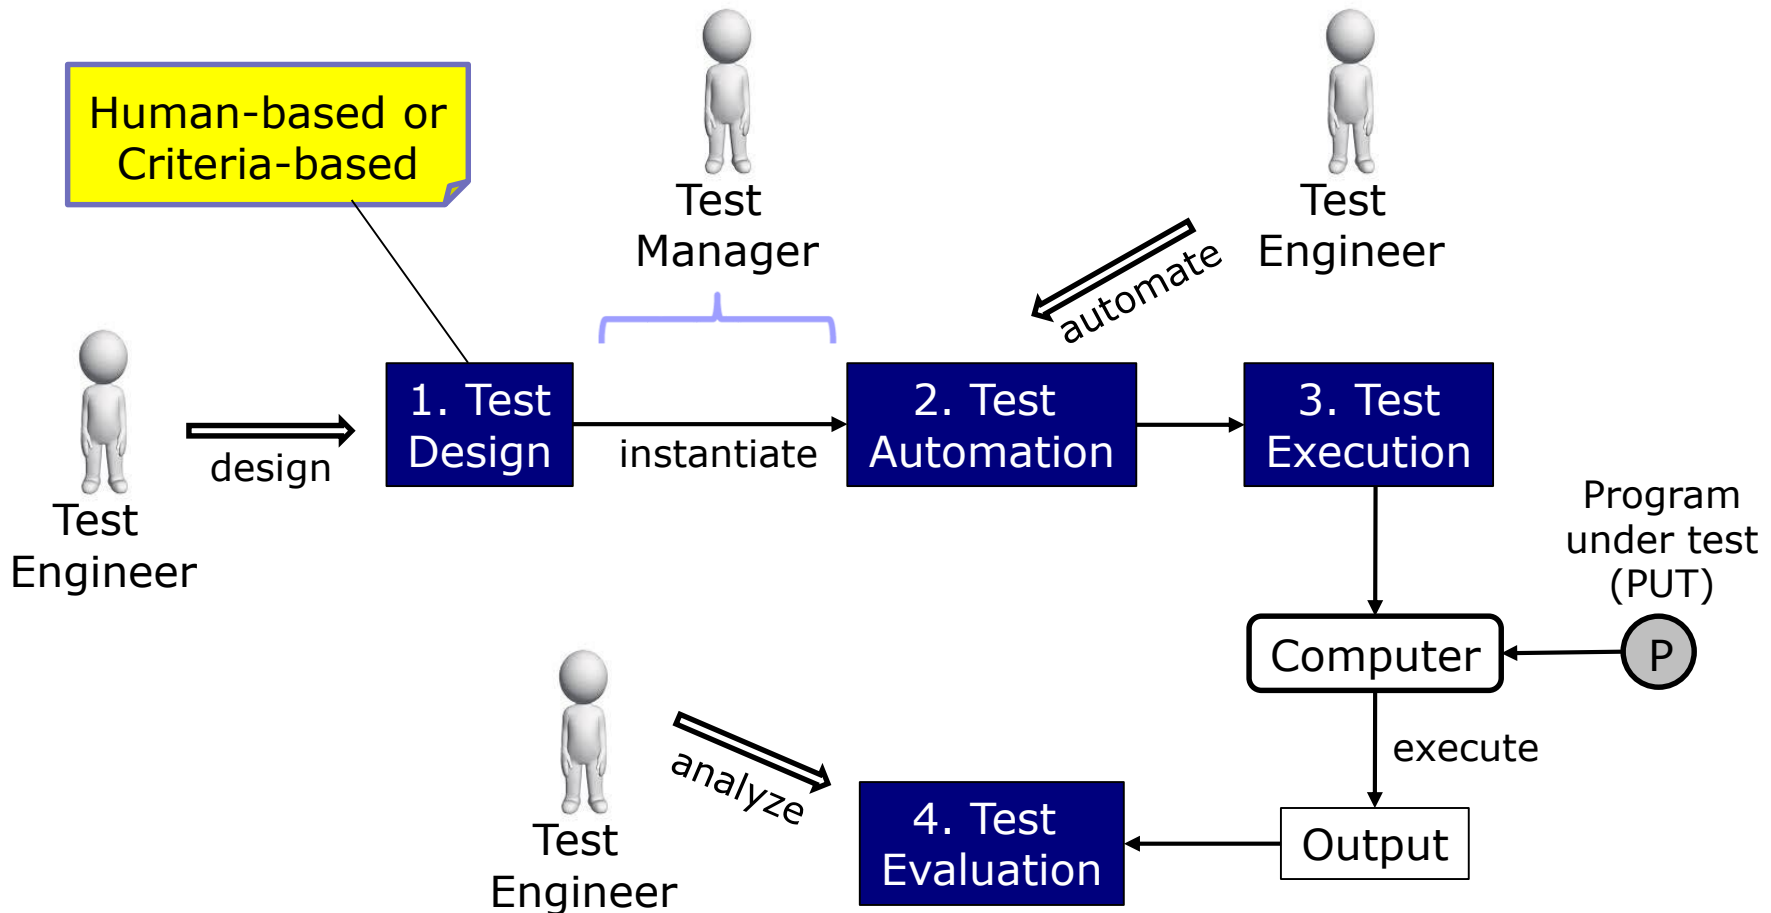 Human-based or
Criteria-based
Test
Manager
Test
Engineer
automate
Test
Engineer
design
1. Test
Design
instantiate
2. Test
Automation
3. Test
Execution
Program
under test
(PUT)
Computer
P
execute
Test
Engineer
analyze
4. Test
Evaluation
Output